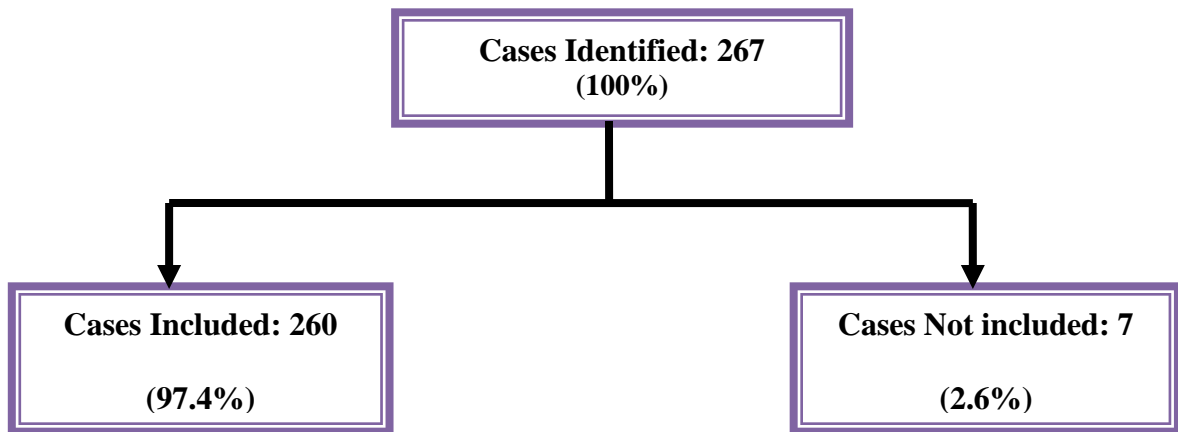 Cases Identified: 267
(100%)
Cases Included: 260
(97.4%)
Cases Not included: 7
(2.6%)